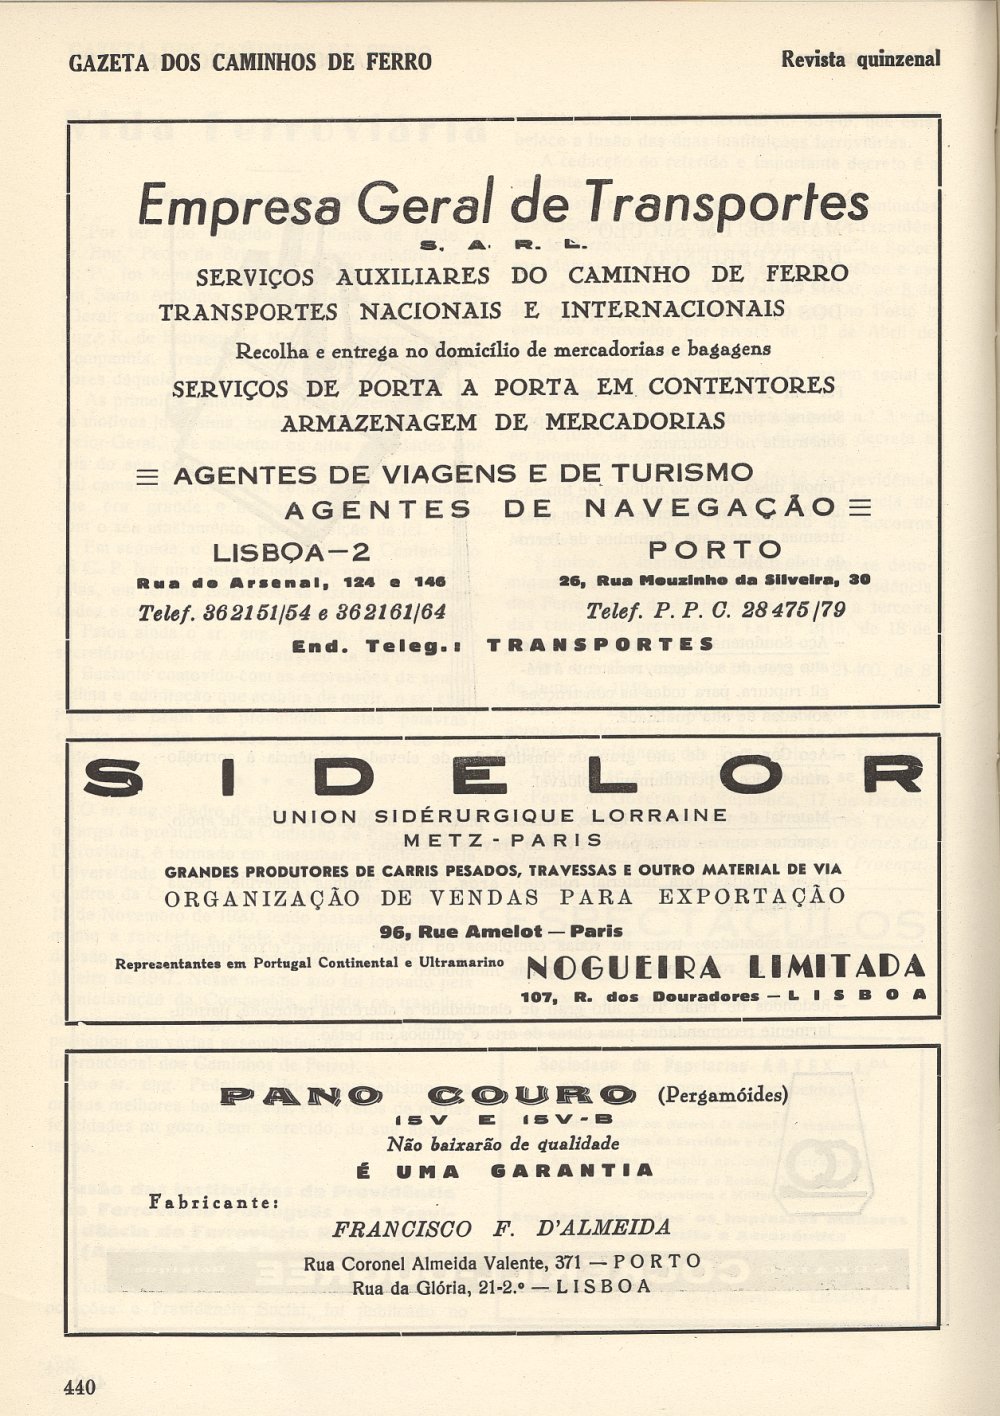 GAZETA DOS CAMINHOS DE FERRO
Revista quinzenal
Empresa Geral de Transportes
S. A. R. L.
SERVIÇOS AUXILIARES DO CAMINHO DE FERRO
TRANSPORTES NACIONAIS E INTERNACIONAIS
Recolha e entrega no domicílio de mercadorias e bagagens
SERVIÇOS DE PORTA A PORTA EM CONTENTORES
ARMAZENAGEM DE MERCADORIAS
AGENTES DE VIAGENS E DE TURISMO
AGENTES DE NAVEGAÇÃO
LISBOA-2
Rua do Arsenal, 124 e 146
Telef. 362151/54 e 362161/64
PORTO
26, Rua Mouzinho da Silveira, 30
Telef. P. P. C. 28475/79
End. Teleg.: TRANSPORTES
SIDELOR
UNION SIDÉRURGIQUE LORRAINE
METZ-PARIS
GRANDES PRODUTORES DE CARRIS PESADOS, TRAVESSAS E OUTRO MATERIAL DE VIA
ORGANIZAÇÃO DE VENDAS PARA EXPORTAÇÃO
96, Rue Amelot — Paris
Representantes em Portugal Continental e Ultramarino NOGUEIRA LIMITADA
107, R. dos Douradores — LISBOA
PANO COURO (Pergamóides)
15V E 15V-B
Não baixarão de qualidade
É UMA GARANTIA
Fabricante:
FRANCISCO F. D'ALMEIDA
Rua Coronel Almeida Valente, 371 — PORTO
Rua da Glória, 21-2.º — LISBOA
440